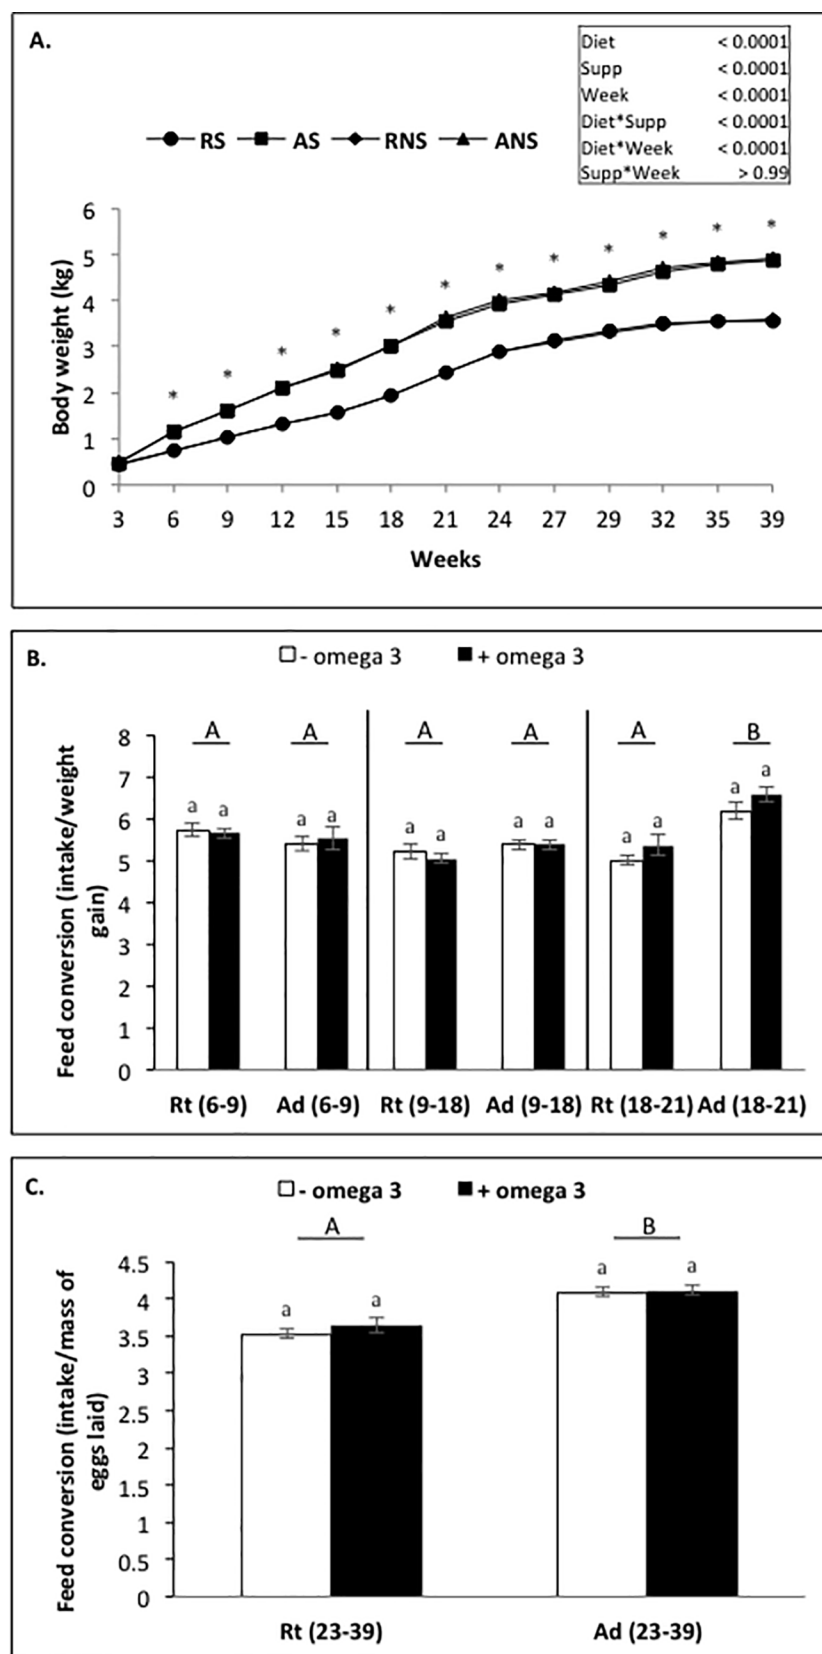 A.
Diet < 0.0001
Supp < 0.0001
Week < 0.0001
Diet*Supp < 0.0001
Diet*Week < 0.0001
Supp*Week > 0.99
RS AS RNS ANS
6
5
4
3
2
1
0
Body weight (kg)
* * * * * * * * * * * *
3 6 9 12 15 18 21 24 27 29 32 35 39
Weeks
B.
- omega 3 + omega 3
A A A A A B
8
7
6
5
4
3
2
1
0
Feed conversion (intake/weight
gain)
a a a a a a a a a a a a
Rt (6-9) Ad (6-9) Rt (9-18) Ad (9-18) Rt (18-21) Ad (18-21)
C.
- omega 3 + omega 3
A B
4.5
4
3.5
3
2.5
2
1.5
1
0.5
0
Feed conversion (intake/mass of
eggs laid)
a a a a
Rt (23-39) Ad (23-39)